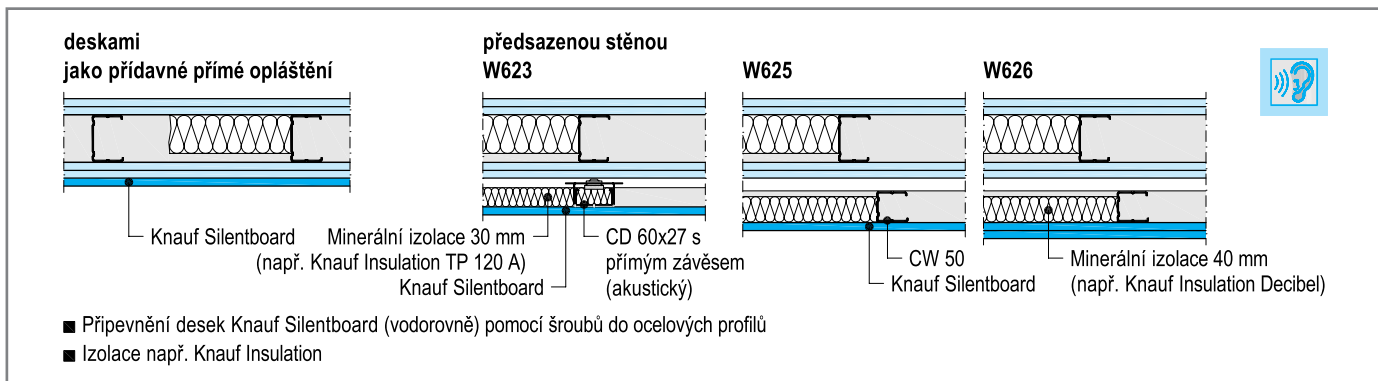 deskami
jako přídavné přímé opláštění
předsazenou stěnou
W623
W625
W626
Knauf Silentboard
Minerální izolace 30 mm
(např. Knauf Insulation TP 120 A)
Knauf Silentboard
CD 60x27 s
přímým závěsem
(akustický)
CW 50
Knauf Silentboard
Minerální izolace 40 mm
(např. Knauf Insulation Decibel)
■ Připevnění desek Knauf Silentboard (vodorovně) pomocí šroubů do ocelových profilů
■ Izolace např. Knauf Insulation